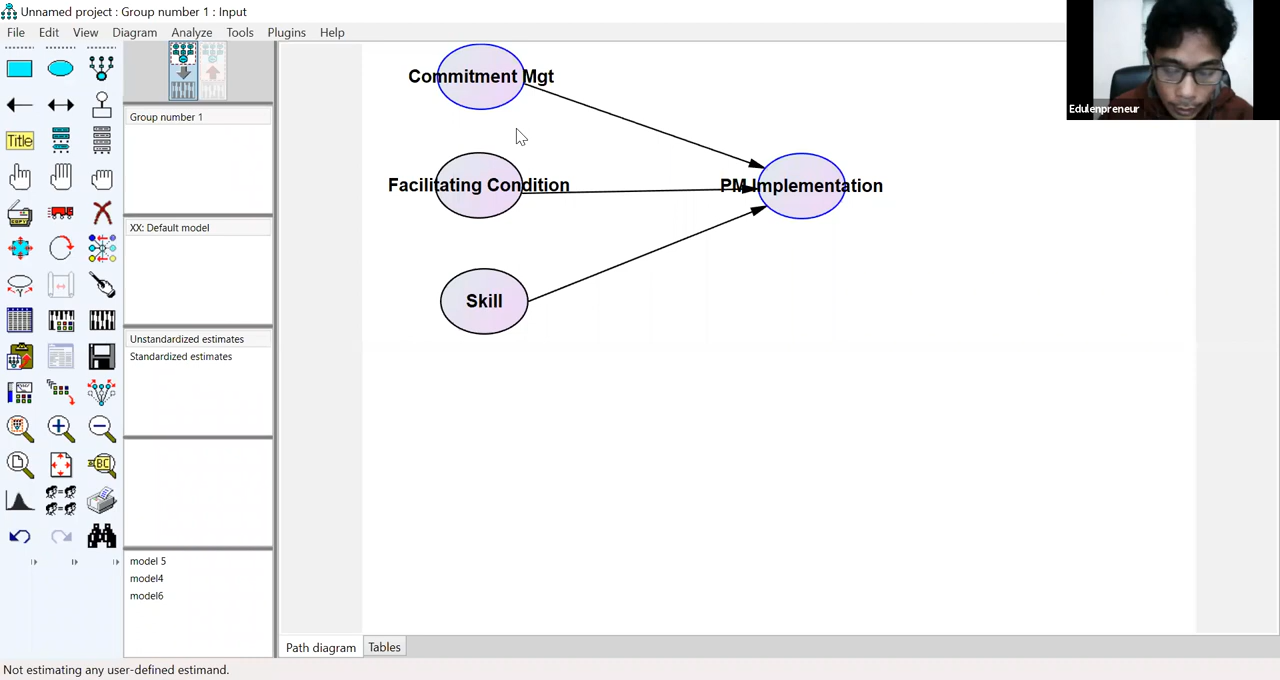 Unnamed project : Group number 1 : Input
File Edit View Diagram Analyze Tools Plugins Help
Title
Group number 1
XX: Default model
Unstandardized estimates
Standardized estimates
model 5
model4
model6
Commitment Mgt
Facilitating Condition
PM Implementation
Skill
Edulenpreneur
Path diagram Tables
Not estimating any user-defined estimand.